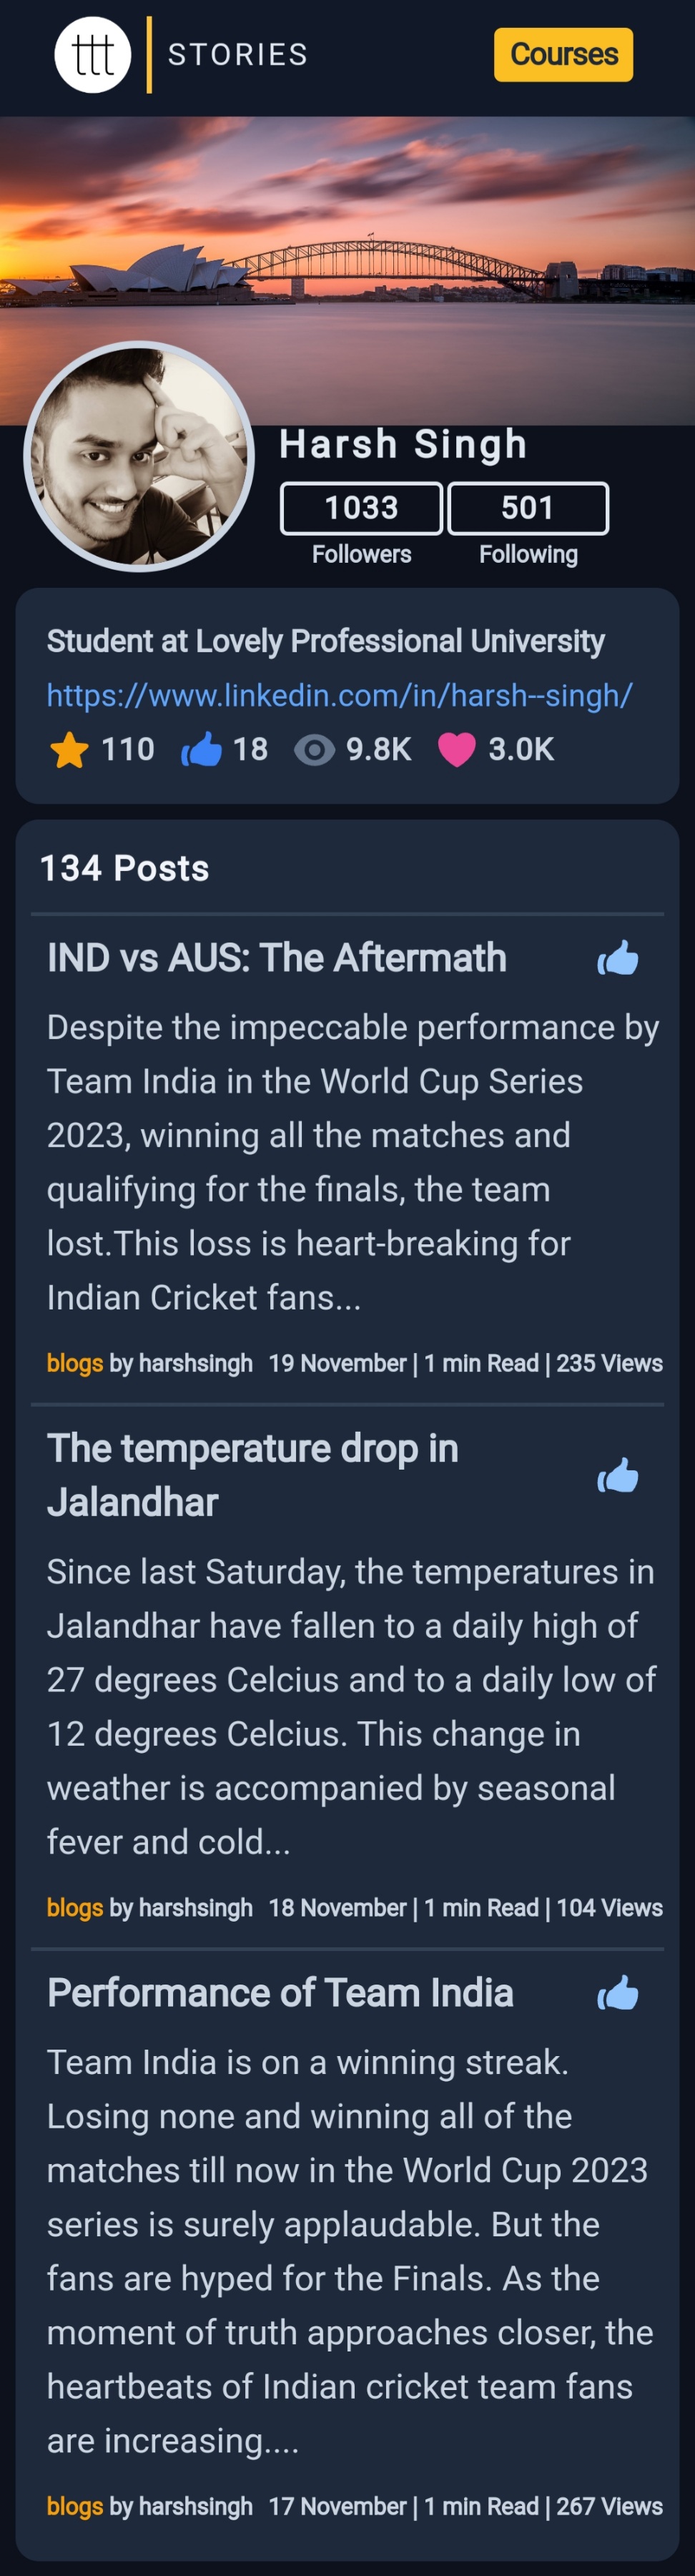 ttt STORIES Courses
Harsh Singh
1033 501
Followers Following
Student at Lovely Professional University
https://www.linkedin.com/in/harsh--singh/
110 18 9.8K 3.0K
134 Posts
IND vs AUS: The Aftermath
Despite the impeccable performance by
Team India in the World Cup Series
2023, winning all the matches and
qualifying for the finals, the team
lost.This loss is heart-breaking for
Indian Cricket fans...
blogs by harshsingh 19 November | 1 min Read | 235 Views
The temperature drop in
Jalandhar
Since last Saturday, the temperatures in
Jalandhar have fallen to a daily high of
27 degrees Celcius and to a daily low of
12 degrees Celcius. This change in
weather is accompanied by seasonal
fever and cold...
blogs by harshsingh 18 November | 1 min Read | 104 Views
Performance of Team India
Team India is on a winning streak.
Losing none and winning all of the
matches till now in the World Cup 2023
series is surely applaudable. But the
fans are hyped for the Finals. As the
moment of truth approaches closer, the
heartbeats of Indian cricket team fans
are increasing....
blogs by harshsingh 17 November | 1 min Read | 267 Views